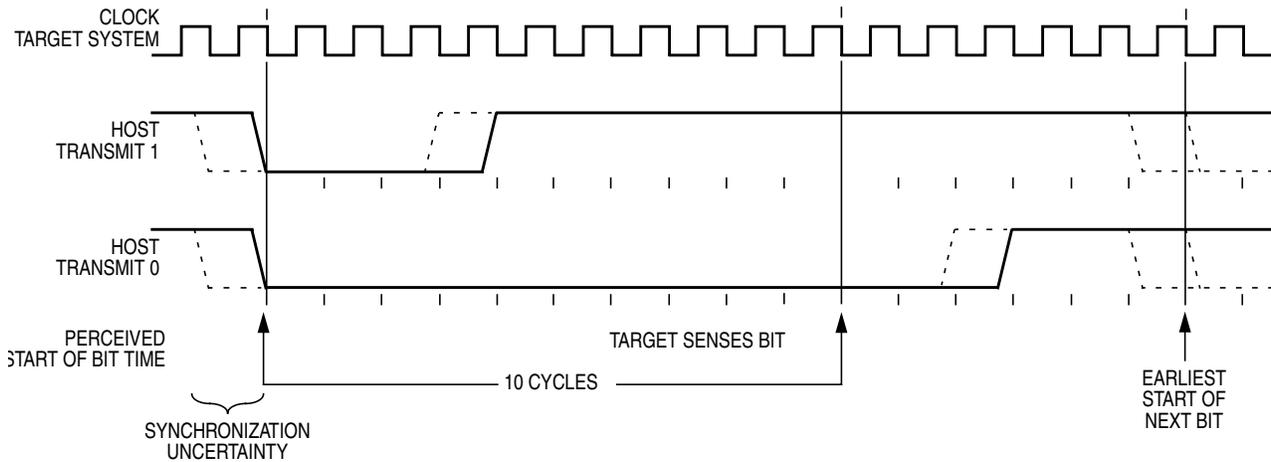 CLOCK
TARGET SYSTEM
HOST
TRANSMIT 1
HOST
TRANSMIT 0
PERCEIVED
START OF BIT TIME
TARGET SENSES BIT
10 CYCLES
SYNCHRONIZATION
UNCERTAINTY
EARLIEST
START OF
NEXT BIT